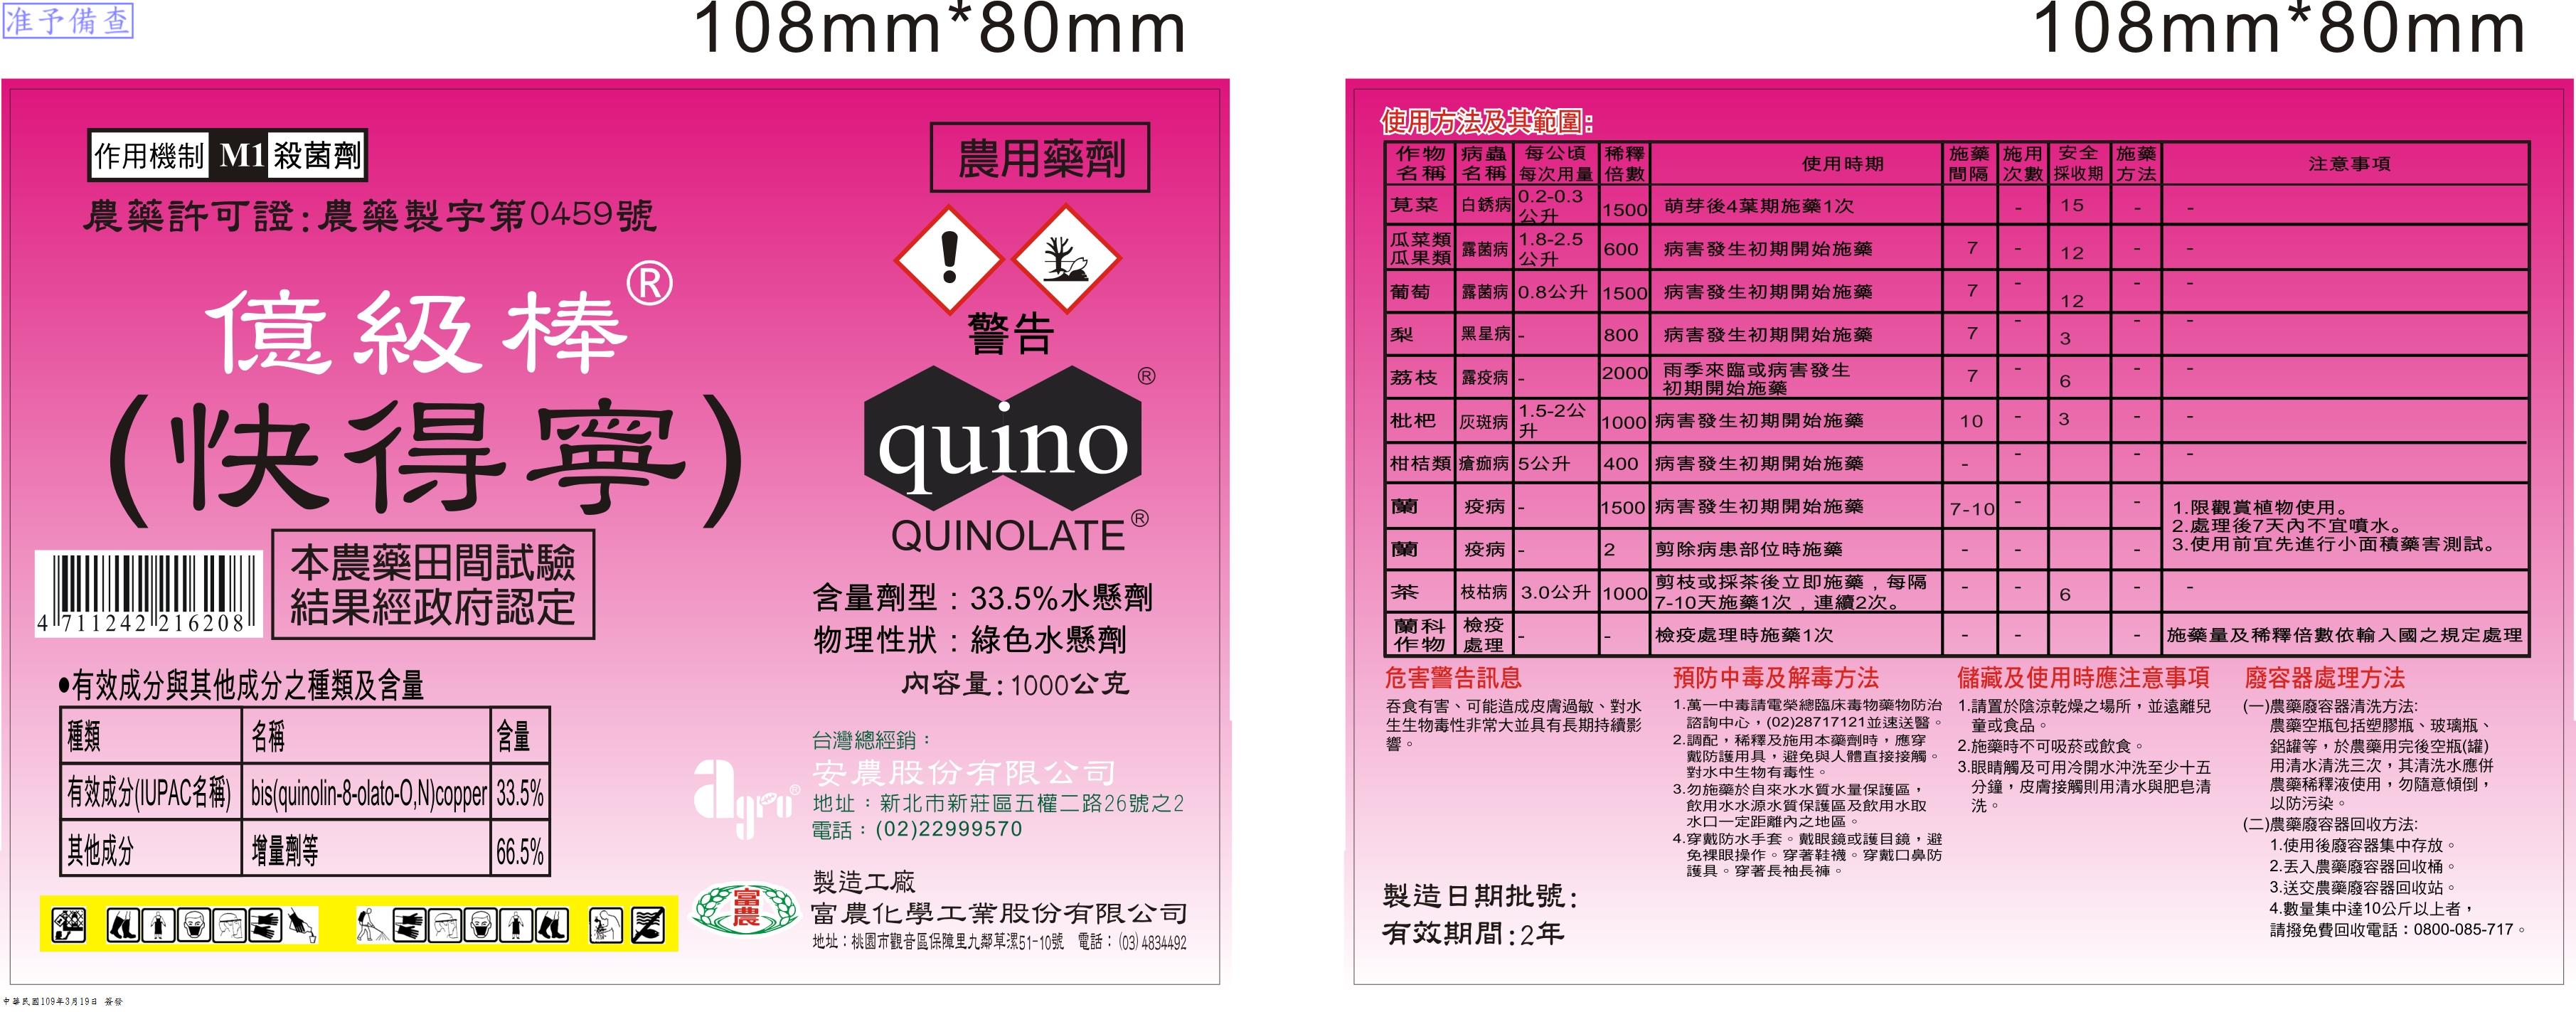 准予備查
108mm*80mm
108mm*80mm
作用機制 M1 殺菌劑
農用藥劑
農藥許可證:農藥製字第0459號
億級棒®
(快得寧)
警告
quino®
QUINOLATE®
本農藥田間試驗
結果經政府認定
4 711242 216208
含量劑型:33.5%水懸劑
物理性狀:綠色水懸劑
內容量:1000公克
●有效成分與其他成分之種類及含量
種類 名稱 含量
有效成分(IUPAC名稱) bis(quinolin-8-olato-O,N)copper 33.5%
其他成分 增量劑等 66.5%
台灣總經銷:
agro®
安農股份有限公司
地址:新北市新莊區五權二路26號之2
電話:(02)22999570
富農
製造工廠
富農化學工業股份有限公司
地址:桃園市觀音區保障里九鄰草漯51-10號 電話:(03)4834492
中華民國109年3月19日 簽發
使用方法及其範圍:
作物名稱 病蟲名稱 每公頃每次用量 稀釋倍數 使用時期 施藥間隔 施用次數 安全採收期 施藥方法 注意事項
莧菜 白銹病 0.2-0.3公升 1500 萌芽後4葉期施藥1次 - 15 - -
瓜菜類瓜果類 露菌病 1.8-2.5公升 600 病害發生初期開始施藥 7 - 12 - -
葡萄 露菌病 0.8公升 1500 病害發生初期開始施藥 7 - 12 - -
梨 黑星病 - 800 病害發生初期開始施藥 7 - 3 - -
荔枝 露疫病 - 2000 雨季來臨或病害發生初期開始施藥 7 - 6 - -
枇杷 灰斑病 1.5-2公升 1000 病害發生初期開始施藥 10 - 3 - -
柑桔類 瘡痂病 5公升 400 病害發生初期開始施藥 - - - -
蘭 疫病 - 1500 病害發生初期開始施藥 7-10 - -
蘭 疫病 - 2 剪除病患部位時施藥 - - -
1.限觀賞植物使用。
2.處理後7天內不宜噴水。
3.使用前宜先進行小面積藥害測試。
茶 枝枯病 3.0公升 1000 剪枝或採茶後立即施藥,每隔7-10天施藥1次,連續2次。 - - 6 - -
蘭科作物 檢疫處理 - - 檢疫處理時施藥1次 - - - 施藥量及稀釋倍數依輸入國之規定處理
危害警告訊息
吞食有害、可能造成皮膚過敏、對水
生生物毒性非常大並具有長期持續影
響。
預防中毒及解毒方法
1.萬一中毒請電榮總臨床毒物藥物防治
諮詢中心,(02)28717121並速送醫。
2.調配,稀釋及施用本藥劑時,應穿
戴防護用具,避免與人體直接接觸。
對水中生物有毒性。
3.勿施藥於自來水水質水量保護區,
飲用水水源水質保護區及飲用水取
水口一定距離內之地區。
4.穿戴防水手套。戴眼鏡或護目鏡,避
免裸眼操作。穿著鞋襪。穿戴口鼻防
護具。穿著長袖長褲。
儲藏及使用時應注意事項
1.請置於陰涼乾燥之場所,並遠離兒
童或食品。
2.施藥時不可吸菸或飲食。
3.眼睛觸及可用冷開水沖洗至少十五
分鐘,皮膚接觸則用清水與肥皂清
洗。
廢容器處理方法
(一)農藥廢容器清洗方法:
農藥空瓶包括塑膠瓶、玻璃瓶、
鋁罐等,於農藥用完後空瓶(罐)
用清水清洗三次,其清洗水應併
農藥稀釋液使用,勿隨意傾倒,
以防污染。
(二)農藥廢容器回收方法:
1.使用後廢容器集中存放。
2.丟入農藥廢容器回收桶。
3.送交農藥廢容器回收站。
4.數量集中達10公斤以上者,
請撥免費回收電話:0800-085-717。
製造日期批號:
有效期間:2年